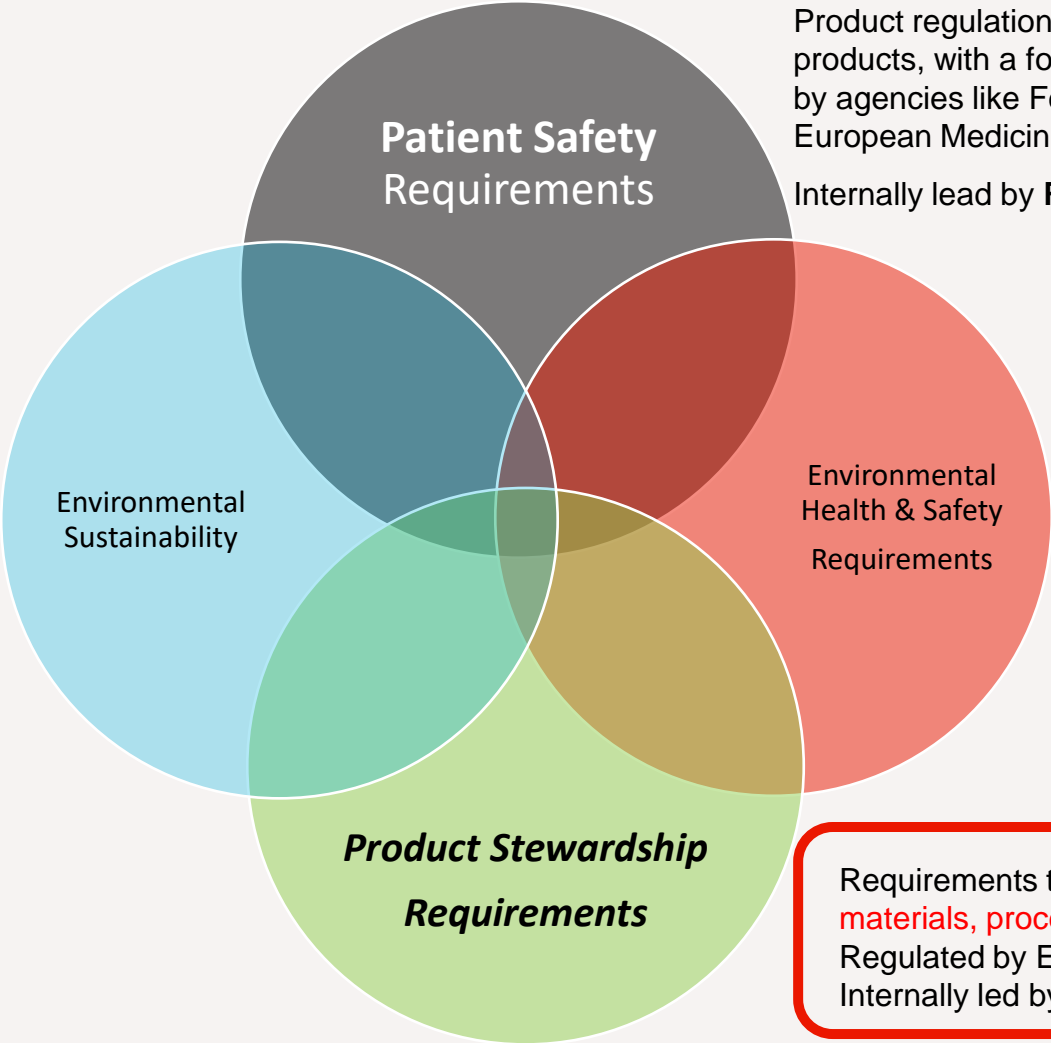 Product regulation
products, with a fo
by agencies like F
European Medicin
Internally lead by
Patient Safety
Requirements
Environmental
Sustainability
Environmental
Health & Safety
Requirements
Product Stewardship
Requirements
Requirements t
materials, proc
Regulated by E
Internally led by